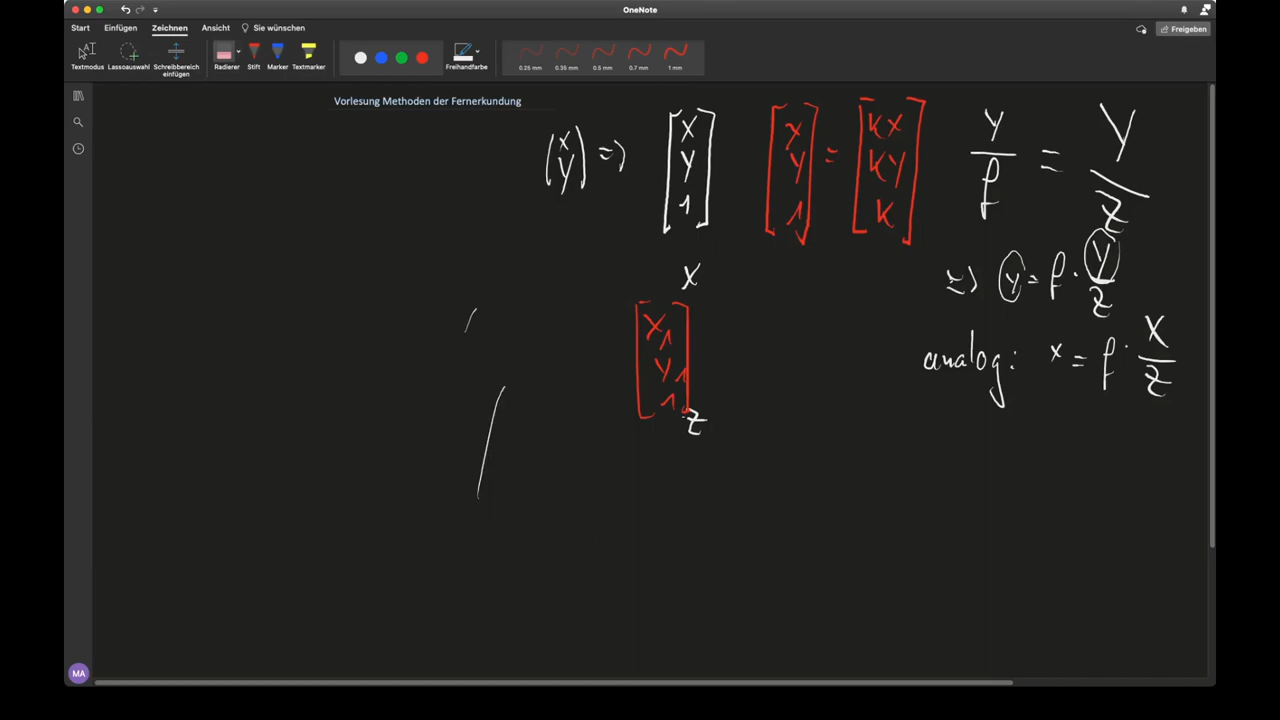 OneNote
Start Einfügen Zeichnen Ansicht Sie wünschen Freigeben
Textmodus Lassoauswahl Schreibbereich einfügen Radierer Stift Marker Textmarker Freihandfarbe 0.25 mm 0.35 mm 0.5 mm 0.7 mm 1 mm
Vorlesung Methoden der Fernerkundung
(x y) => [x y 1] [x y 1] = [kx ky k]
y/f = Y/Z
=> y = f · Y/Z
analog: x = f · X/Z
x
[x1 y1 1]
z
MA